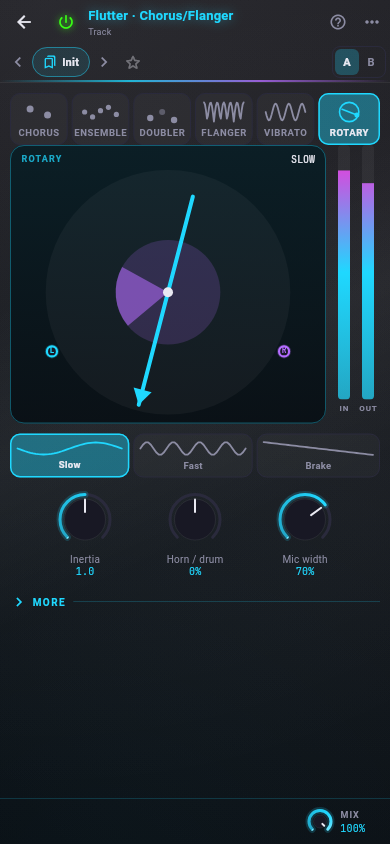 Flutter · Chorus/Flanger
Track
Init
A
B
CHORUS
ENSEMBLE
DOUBLER
FLANGER
VIBRATO
ROTARY
ROTARY
SLOW
L
R
IN
OUT
Slow
Fast
Brake
Inertia
Horn / drum
Mic width
1.0
0%
70%
MORE
MIX
100%